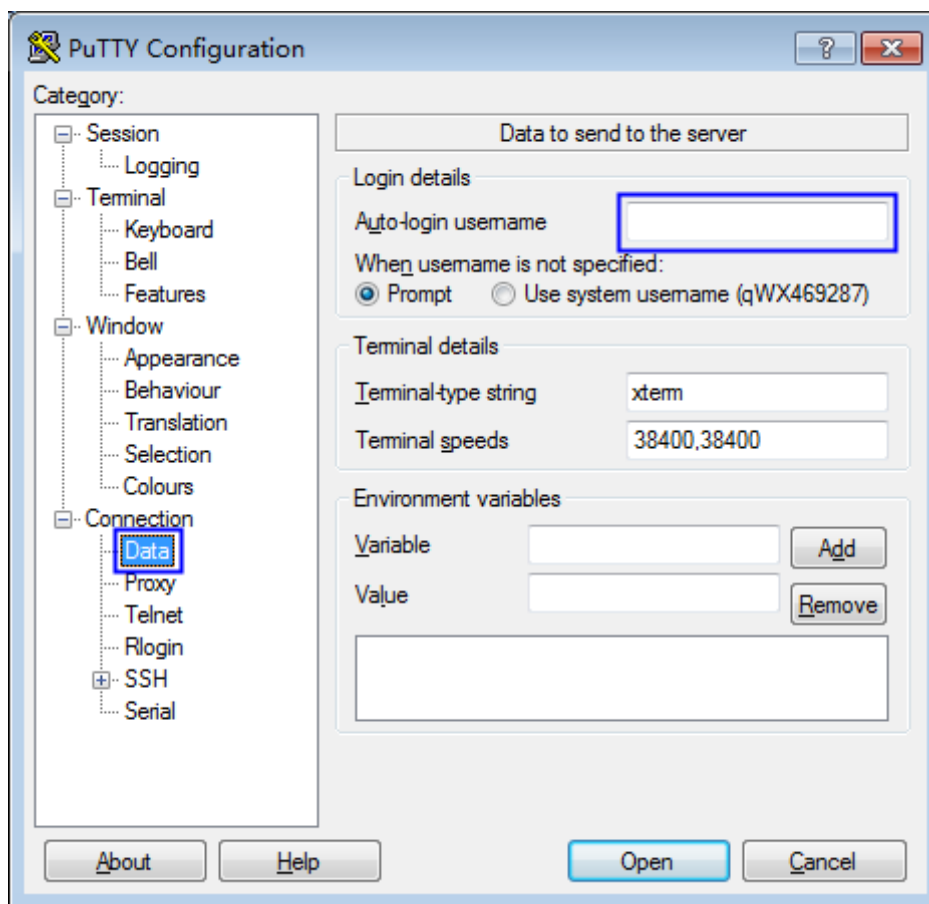 PuTTY Configuration
Category:
Session
Logging
Terminal
Keyboard
Bell
Features
Window
Appearance
Behaviour
Translation
Selection
Colours
Connection
Data
Proxy
Telnet
Rlogin
SSH
Serial
Data to send to the server
Login details
Auto-login username
When username is not specified:
Prompt Use system username (qWX469287)
Terminal details
Terminal-type string xterm
Terminal speeds 38400,38400
Environment variables
Variable Add
Value Remove
About Help Open Cancel